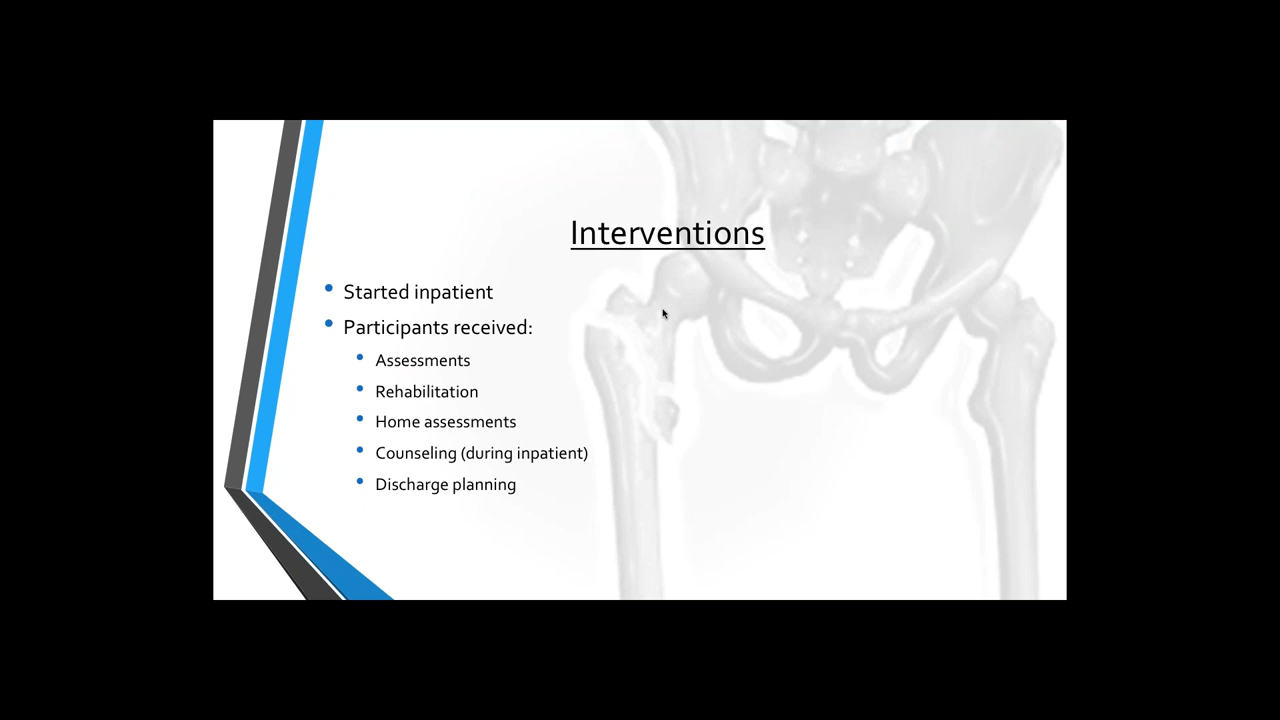 Interventions
Started inpatient
Participants received:
Assessments
Rehabilitation
Home assessments
Counseling (during inpatient)
Discharge planning